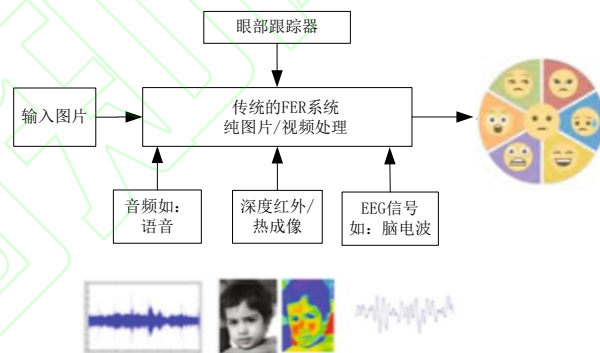 眼部跟踪器
输入图片
传统的FER系统
纯图片/视频处理
音频如：
语音
深度红外/
热成像
EEG信号
如：脑电波